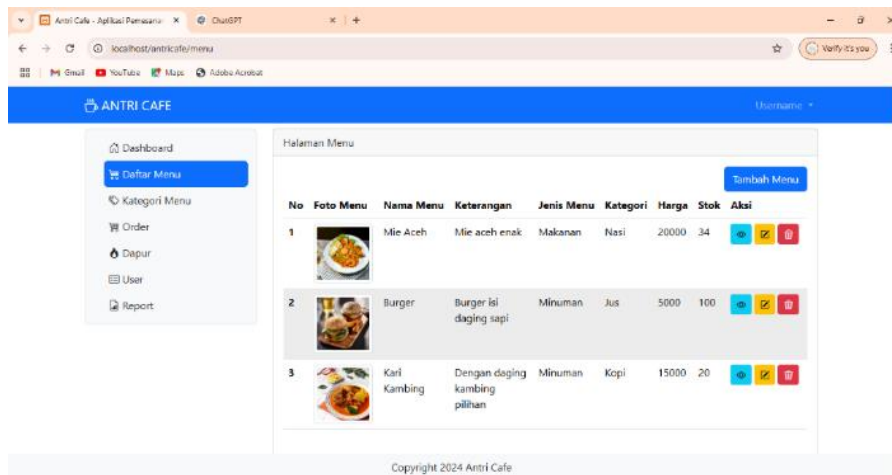 Antri Cafe - Aplikasi Pemesana
ChatGPT
localhost/antricafe/menu
Verify it's you
Gmail
YouTube
Maps
Adobe Acrobat
ANTRI CAFE
Username
Dashboard
Daftar Menu
Kategori Menu
Order
Dapur
User
Report
Halaman Menu
Tambah Menu
No Foto Menu Nama Menu Keterangan Jenis Menu Kategori Harga Stok Aksi
1 Mie Aceh Mie aceh enak Makanan Nasi 20000 34
2 Burger Burger isi Minuman Jus 5000 100
daging sapi
3 Kari Dengan daging Minuman Kopi 15000 20
Kambing kambing
pilihan
Copyright 2024 Antri Cafe